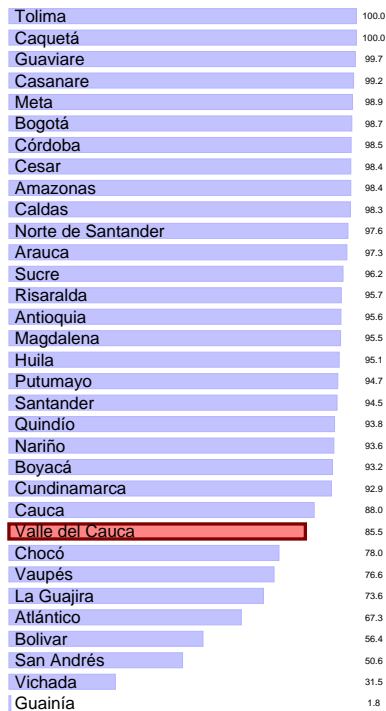 Tolima 100.0
Caquetá 100.0
Guaviare 99.7
Casanare 99.2
Meta 98.9
Bogotá 98.7
Córdoba 98.5
Cesar 98.4
Amazonas 98.4
Caldas 98.3
Norte de Santander 97.6
Arauca 97.3
Sucre 96.2
Risaralda 95.7
Antioquia 95.6
Magdalena 95.5
Huila 95.1
Putumayo 94.7
Santander 94.5
Quindío 93.8
Nariño 93.6
Boyacá 93.2
Cundinamarca 92.9
Cauca 88.0
Valle del Cauca 85.5
Chocó 78.0
Vaupés 76.6
La Guajira 73.6
Atlántico 67.3
Bolivar 56.4
San Andrés 50.6
Vichada 31.5
Guainía 1.8